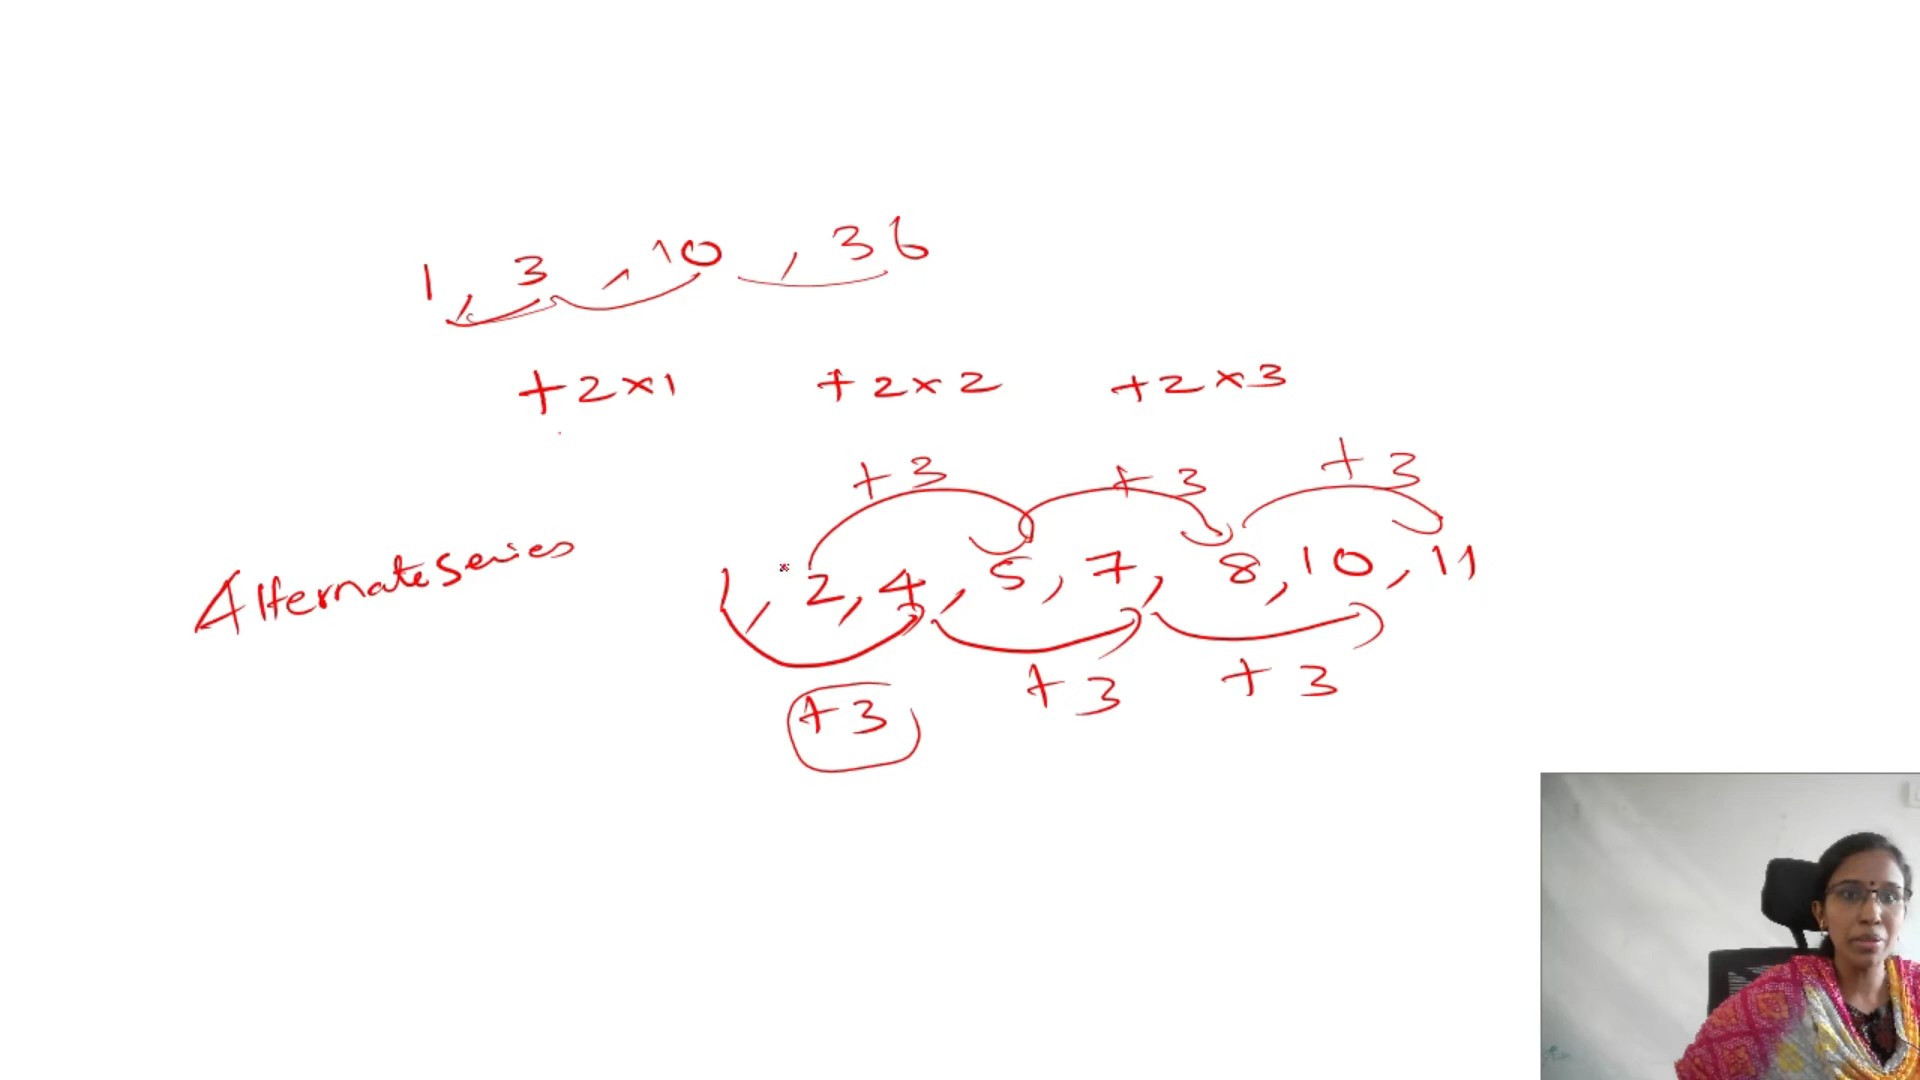 1, 3, 10, 36
+2×1 +2×2 +2×3
+3 +3 +3
Alternate Series 1, 2, 4, 5, 7, 8, 10, 11
+3 +3 +3